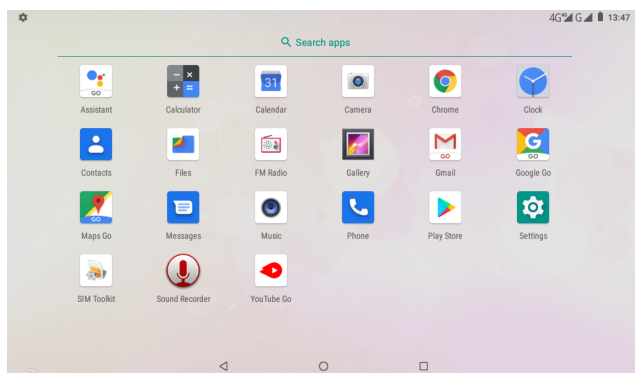 4G 4G G 13:47
Search apps
GO 31
Assistant Calculator Calendar Camera Chrome Clock
GO GO
Contacts Files FM Radio Gallery Gmail Google Go
GO
Maps Go Messages Music Phone Play Store Settings
SIM Toolkit Sound Recorder YouTube Go